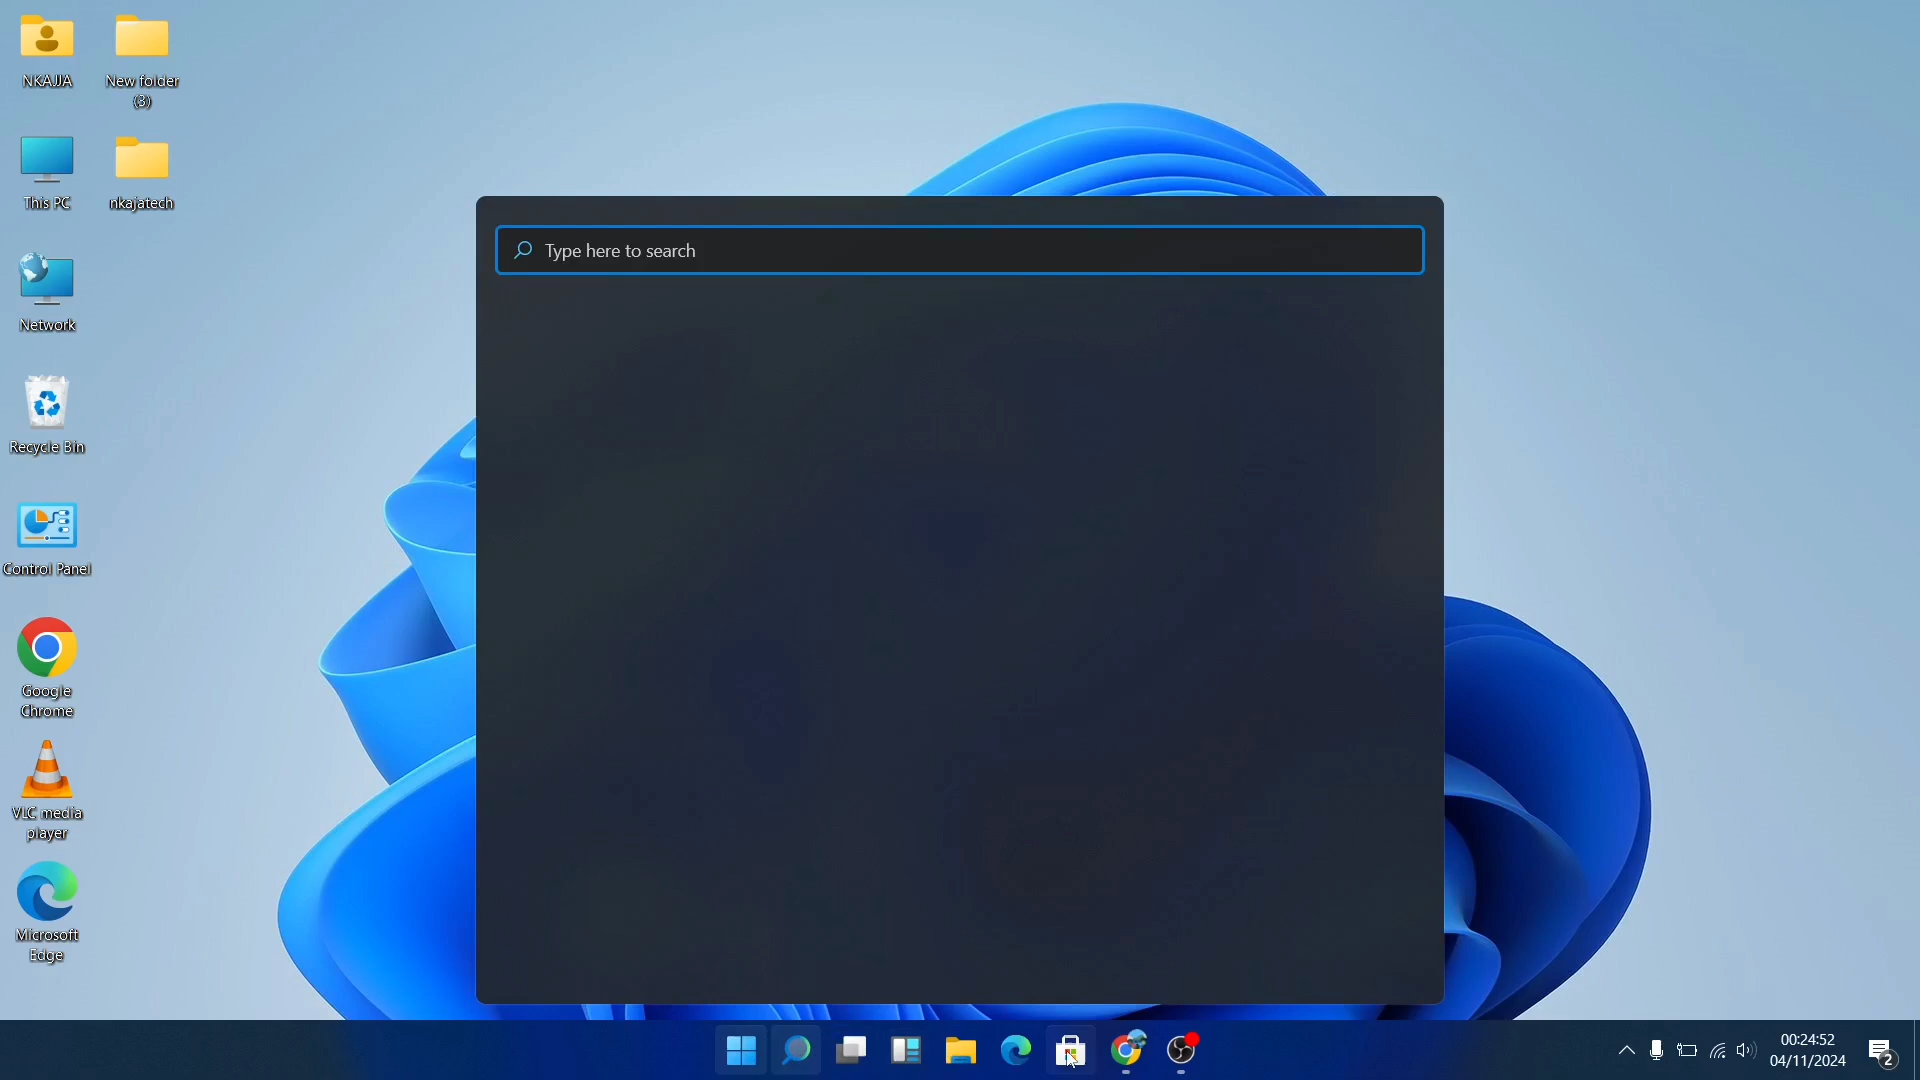 NKAJJA
New folder
(3)
This PC
nkajatech
Network
Recycle Bin
Control Panel
Google
Chrome
VLC media
player
Microsoft
Edge
Type here to search
00:24:52
04/11/2024
2